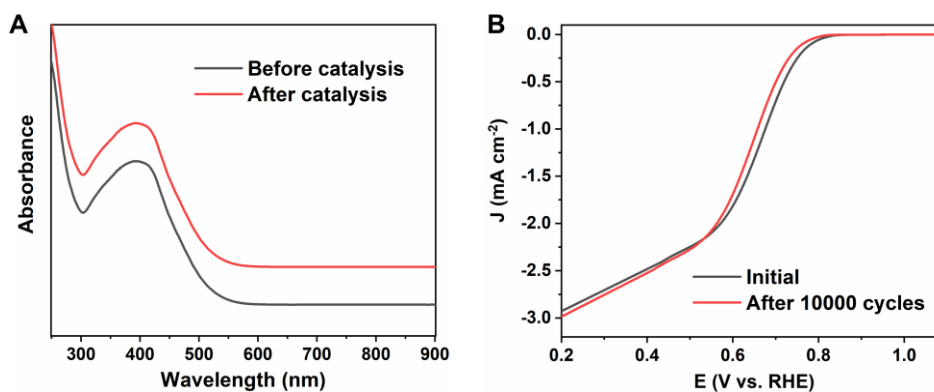 A
Before catalysis
After catalysis
Absorbance
300 400 500 600 700 800 900
Wavelength (nm)
B
0.0
-0.5
-1.0
-1.5
-2.0
-2.5
-3.0
J (mA cm⁻²)
Initial
After 10000 cycles
0.2 0.4 0.6 0.8 1.0
E (V vs. RHE)